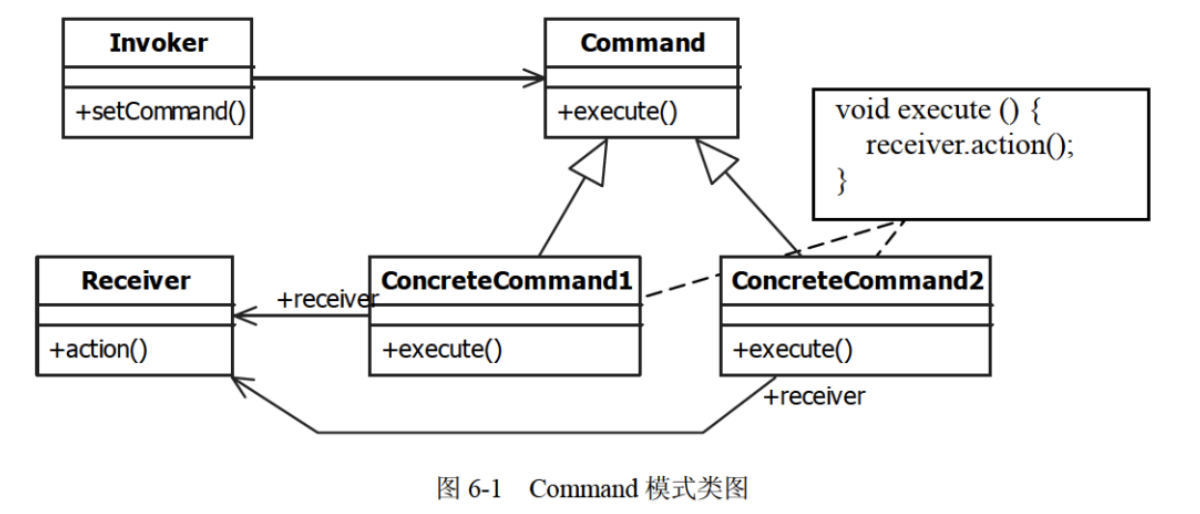 Invoker
+setCommand()
Command
+execute()
void execute () {
receiver.action();
}
Receiver
+action()
+receiver
ConcreteCommand1
+execute()
ConcreteCommand2
+execute()
+receiver
图 6-1 Command 模式类图